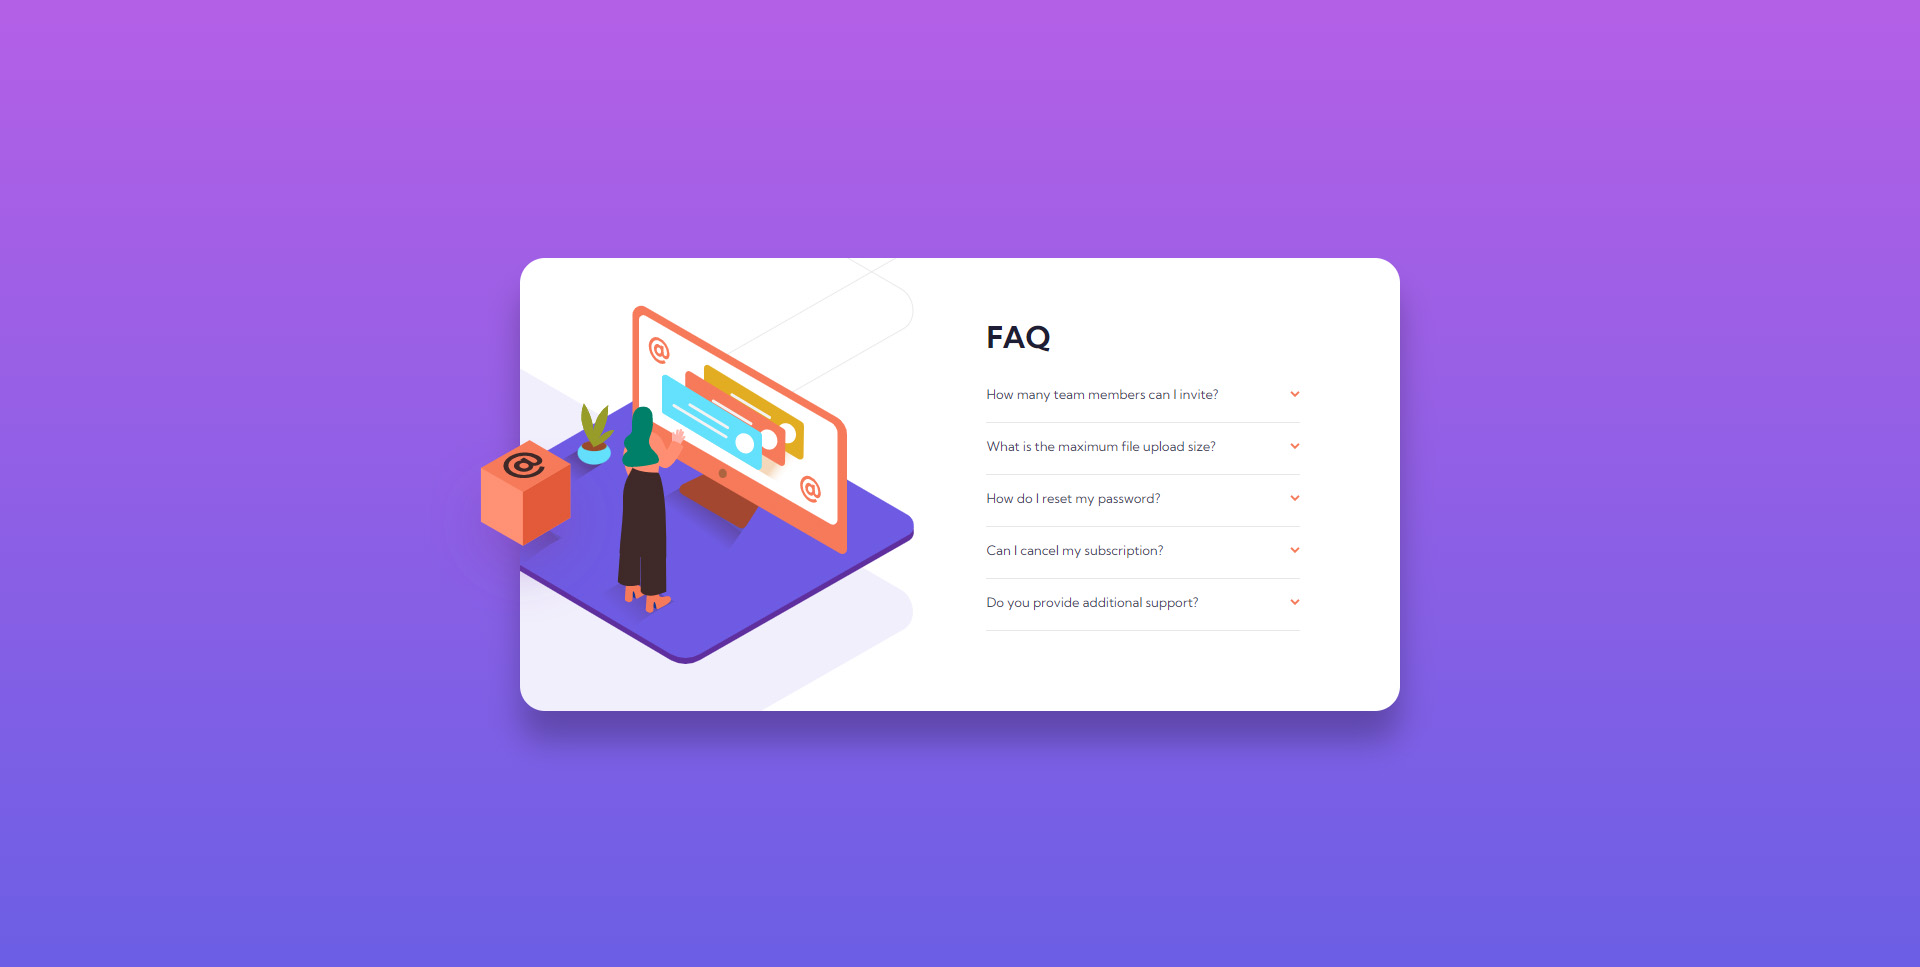 FAQ
How many team members can I invite?
What is the maximum file upload size?
How do I reset my password?
Can I cancel my subscription?
Do you provide additional support?
@
@
@